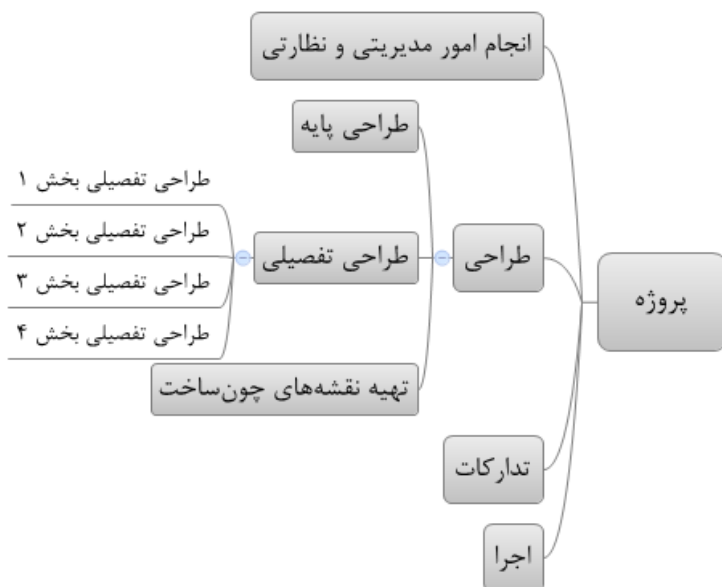 پروژه
انجام امور مدیریتی و نظارتی
طراحی
طراحی پایه
طراحی تفصیلی
طراحی تفصیلی بخش ۱
طراحی تفصیلی بخش ۲
طراحی تفصیلی بخش ۳
طراحی تفصیلی بخش ۴
تهیه نقشه‌های چون‌ساخت
تدارکات
اجرا